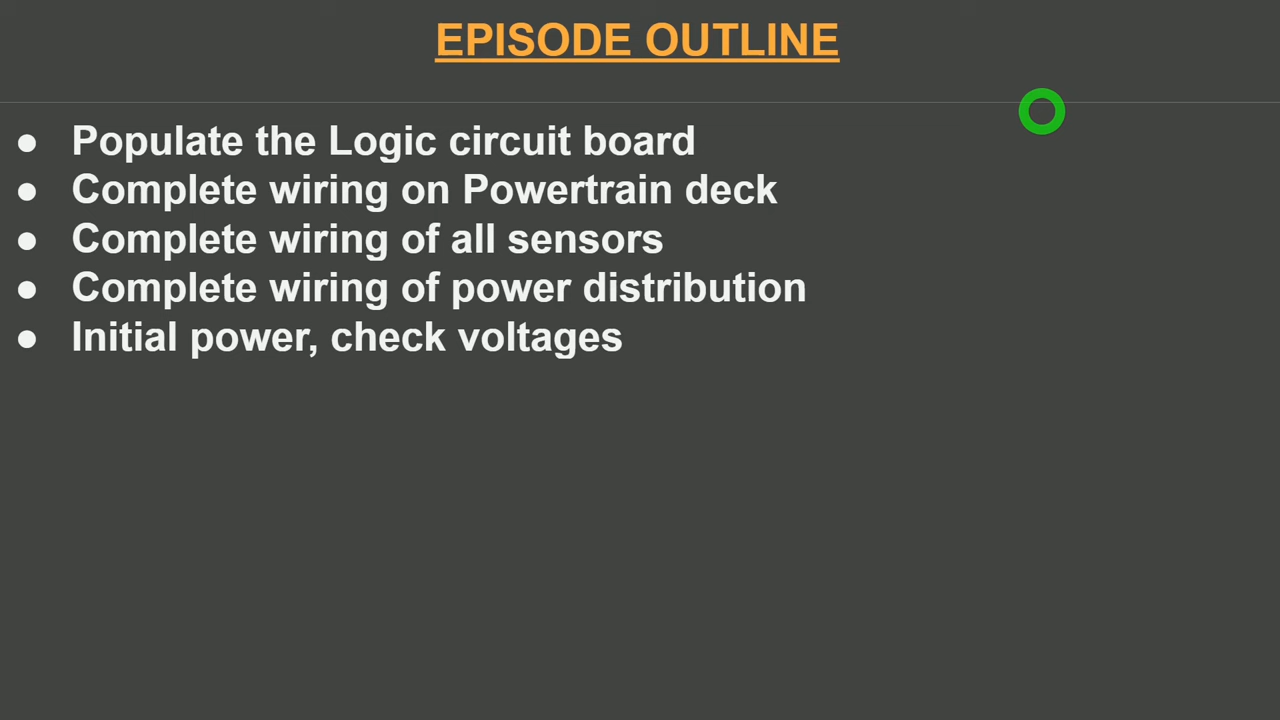 EPISODE OUTLINE
● Populate the Logic circuit board
● Complete wiring on Powertrain deck
● Complete wiring of all sensors
● Complete wiring of power distribution
● Initial power, check voltages